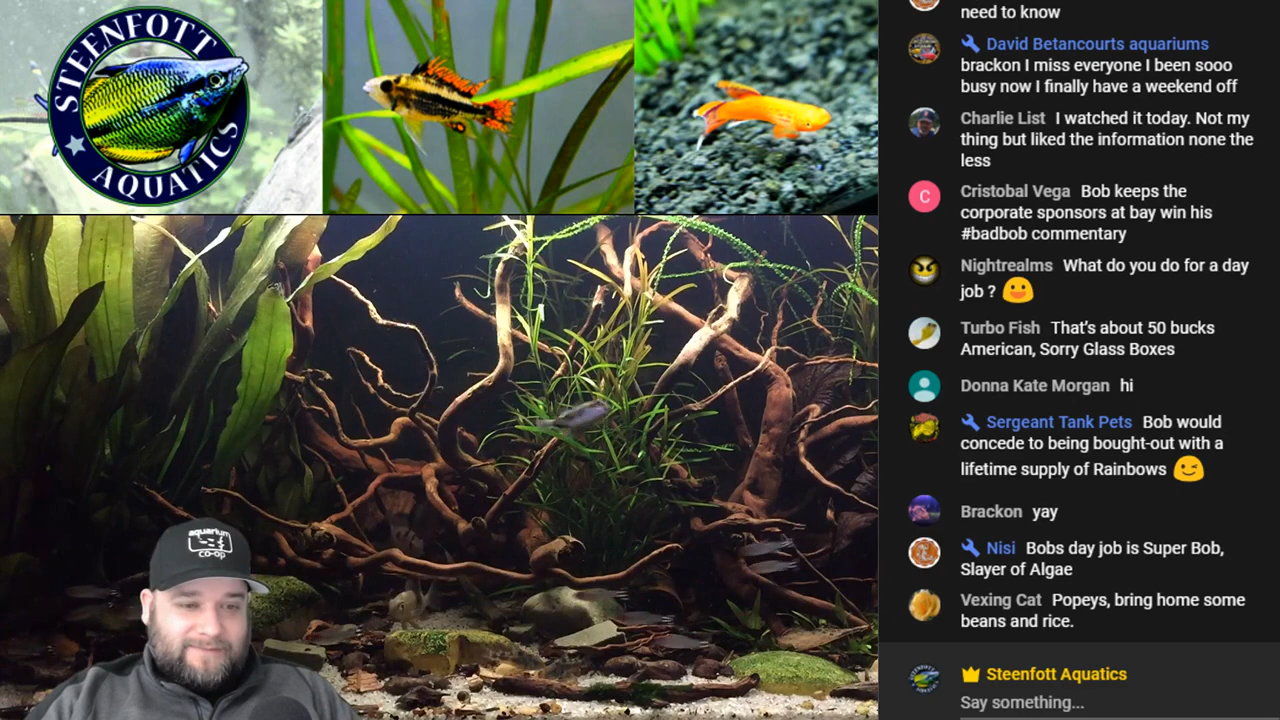 STEENFOTT
AQUATICS
aquarium
co-op
need to know
David Betancourts aquariums
brackon I miss everyone I been sooo
busy now I finally have a weekend off
Charlie List I watched it today. Not my
thing but liked the information none the
less
C
Cristobal Vega Bob keeps the
corporate sponsors at bay win his
#badbob commentary
Nightrealms What do you do for a day
job ?
Turbo Fish That's about 50 bucks
American, Sorry Glass Boxes
Donna Kate Morgan hi
Sergeant Tank Pets Bob would
concede to being bought-out with a
lifetime supply of Rainbows
Brackon yay
Nisi Bobs day job is Super Bob,
Slayer of Algae
Vexing Cat Popeys, bring home some
beans and rice.
Steenfott Aquatics
Say something...